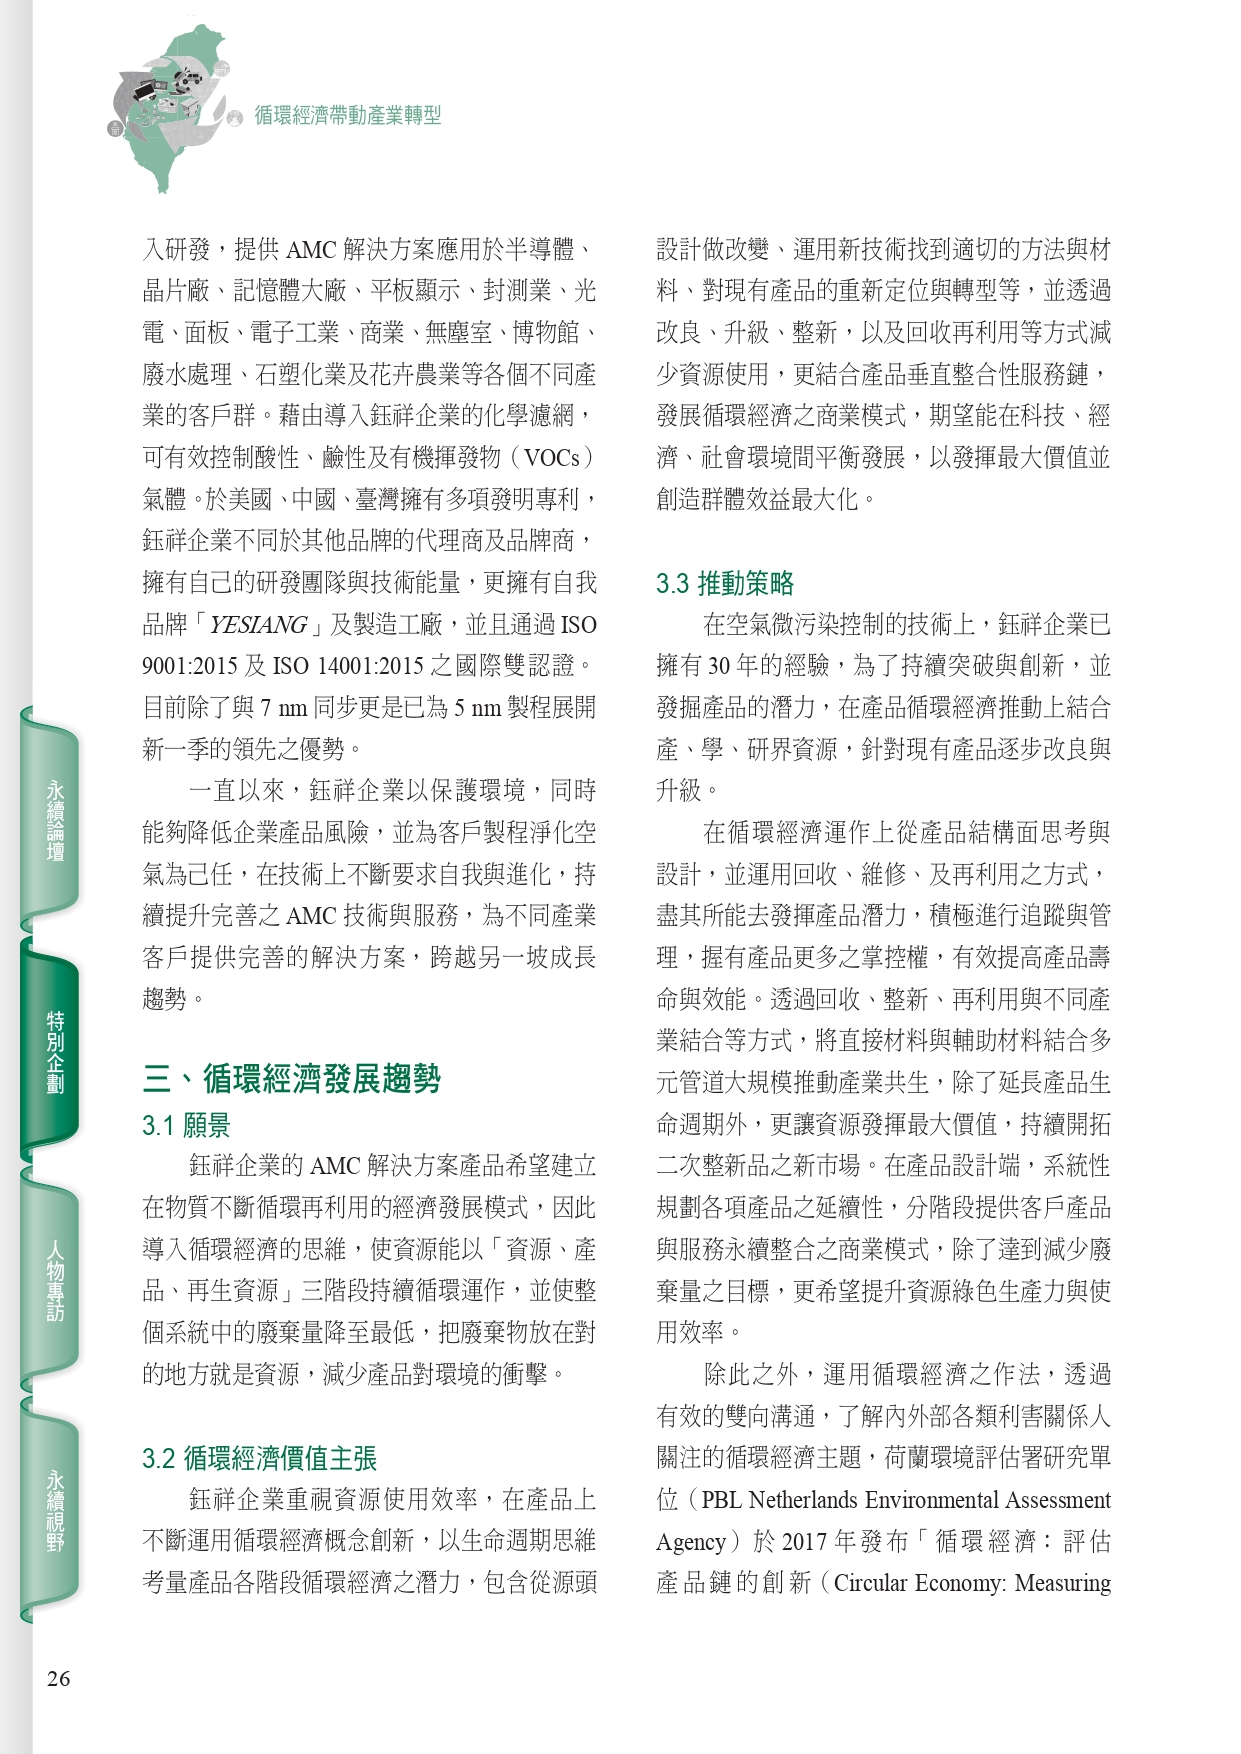 循環經濟帶動產業轉型
入研發，提供 AMC 解決方案應用於半導體、
晶片廠、記憶體大廠、平板顯示、封測業、光
電、面板、電子工業、商業、無塵室、博物館、
廢水處理、石塑化業及花卉農業等各個不同產
業的客戶群。藉由導入鈺祥企業的化學濾網，
可有效控制酸性、鹼性及有機揮發物（VOCs）
氣體。於美國、中國、臺灣擁有多項發明專利，
鈺祥企業不同於其他品牌的代理商及品牌商，
擁有自己的研發團隊與技術能量，更擁有自我
品牌「YESIANG」及製造工廠，並且通過 ISO
9001:2015 及 ISO 14001:2015 之國際雙認證。
目前除了與 7 nm 同步更是已為 5 nm 製程展開
新一季的領先之優勢。
一直以來，鈺祥企業以保護環境，同時
能夠降低企業產品風險，並為客戶製程淨化空
氣為己任，在技術上不斷要求自我與進化，持
續提升完善之 AMC 技術與服務，為不同產業
客戶提供完善的解決方案，跨越另一坡成長
趨勢。
三、循環經濟發展趨勢
3.1 願景
鈺祥企業的 AMC 解決方案產品希望建立
在物質不斷循環再利用的經濟發展模式，因此
導入循環經濟的思維，使資源能以「資源、產
品、再生資源」三階段持續循環運作，並使整
個系統中的廢棄量降至最低，把廢棄物放在對
的地方就是資源，減少產品對環境的衝擊。
3.2 循環經濟價值主張
鈺祥企業重視資源使用效率，在產品上
不斷運用循環經濟概念創新，以生命週期思維
考量產品各階段循環經濟之潛力，包含從源頭
設計做改變、運用新技術找到適切的方法與材
料、對現有產品的重新定位與轉型等，並透過
改良、升級、整新，以及回收再利用等方式減
少資源使用，更結合產品垂直整合性服務鏈，
發展循環經濟之商業模式，期望能在科技、經
濟、社會環境間平衡發展，以發揮最大價值並
創造群體效益最大化。
3.3 推動策略
在空氣微污染控制的技術上，鈺祥企業已
擁有 30 年的經驗，為了持續突破與創新，並
發掘產品的潛力，在產品循環經濟推動上結合
產、學、研界資源，針對現有產品逐步改良與
升級。
在循環經濟運作上從產品結構面思考與
設計，並運用回收、維修、及再利用之方式，
盡其所能去發揮產品潛力，積極進行追蹤與管
理，握有產品更多之掌控權，有效提高產品壽
命與效能。透過回收、整新、再利用與不同產
業結合等方式，將直接材料與輔助材料結合多
元管道大規模推動產業共生，除了延長產品生
命週期外，更讓資源發揮最大價值，持續開拓
二次整新品之新市場。在產品設計端，系統性
規劃各項產品之延續性，分階段提供客戶產品
與服務永續整合之商業模式，除了達到減少廢
棄量之目標，更希望提升資源綠色生產力與使
用效率。
除此之外，運用循環經濟之作法，透過
有效的雙向溝通，了解內外部各類利害關係人
關注的循環經濟主題，荷蘭環境評估署研究單
位（PBL Netherlands Environmental Assessment
Agency）於 2017 年發布「循環經濟：評估
產品鏈的創新（Circular Economy: Measuring
永續論壇
特別企劃
人物專訪
永續視野
26